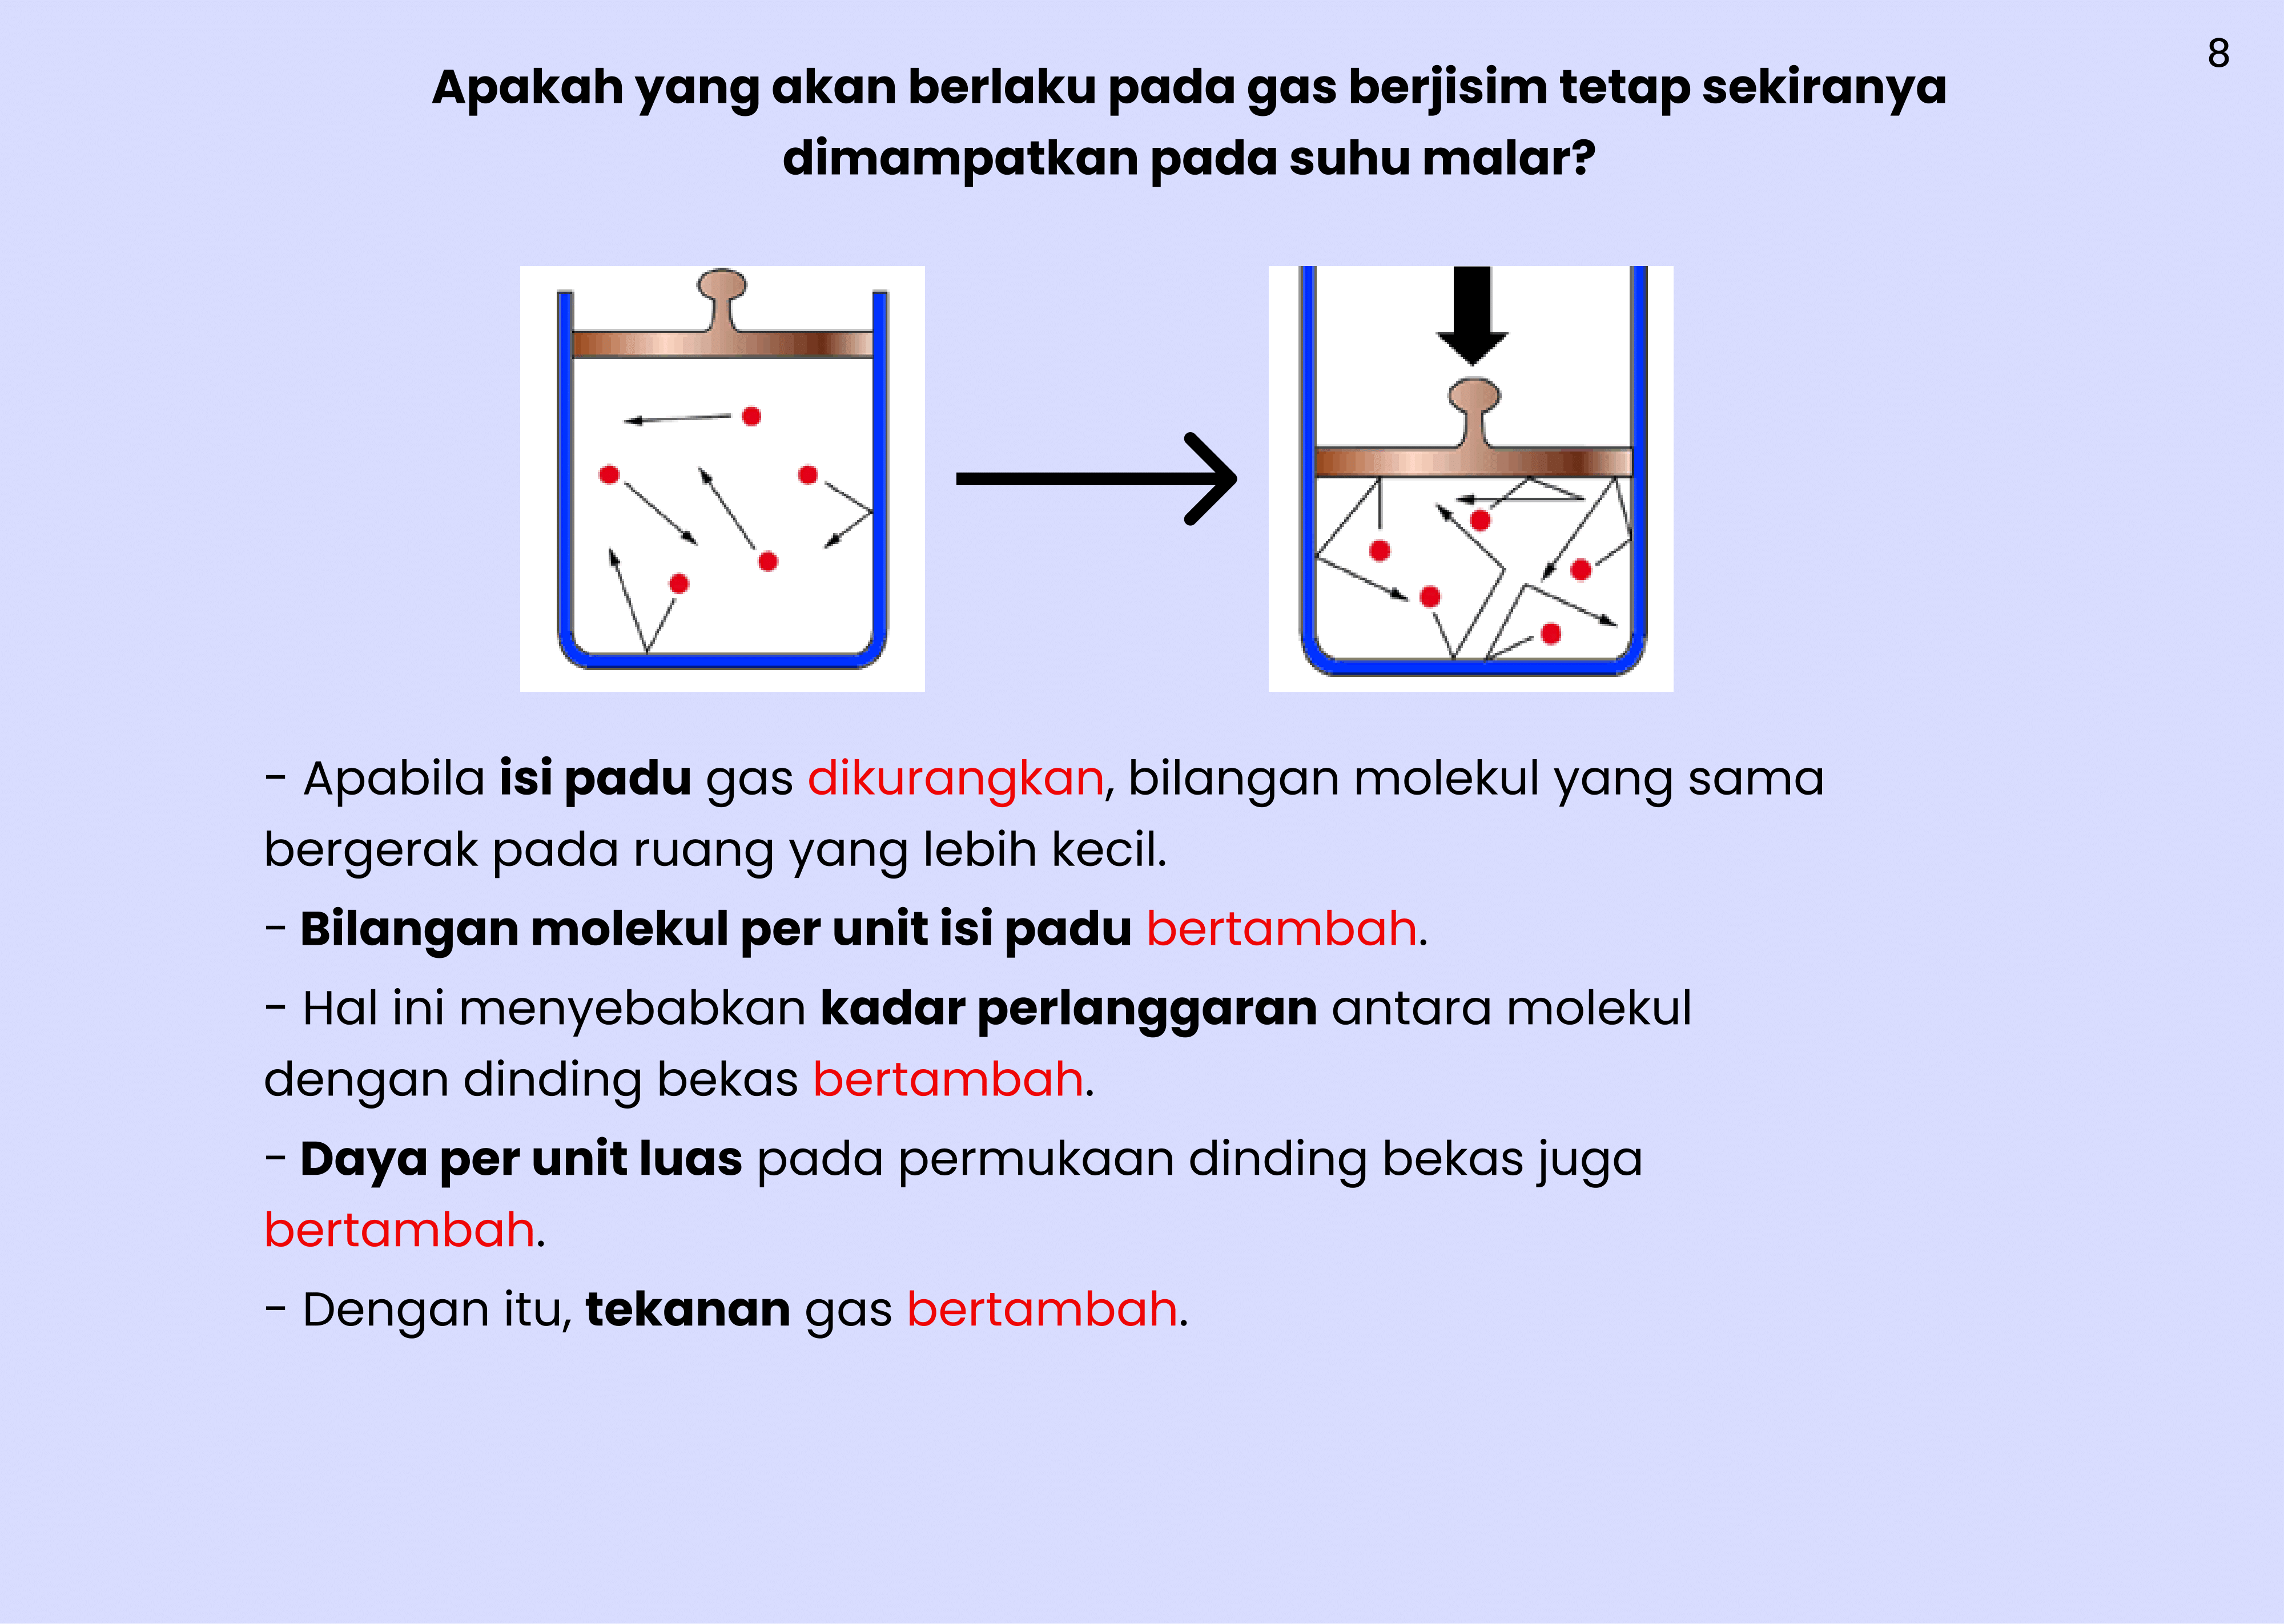 8
Apakah yang akan berlaku pada gas berjisim tetap sekiranya
dimampatkan pada suhu malar?
- Apabila isi padu gas dikurangkan, bilangan molekul yang sama
bergerak pada ruang yang lebih kecil.
- Bilangan molekul per unit isi padu bertambah.
- Hal ini menyebabkan kadar perlanggaran antara molekul
dengan dinding bekas bertambah.
- Daya per unit luas pada permukaan dinding bekas juga
bertambah.
- Dengan itu, tekanan gas bertambah.